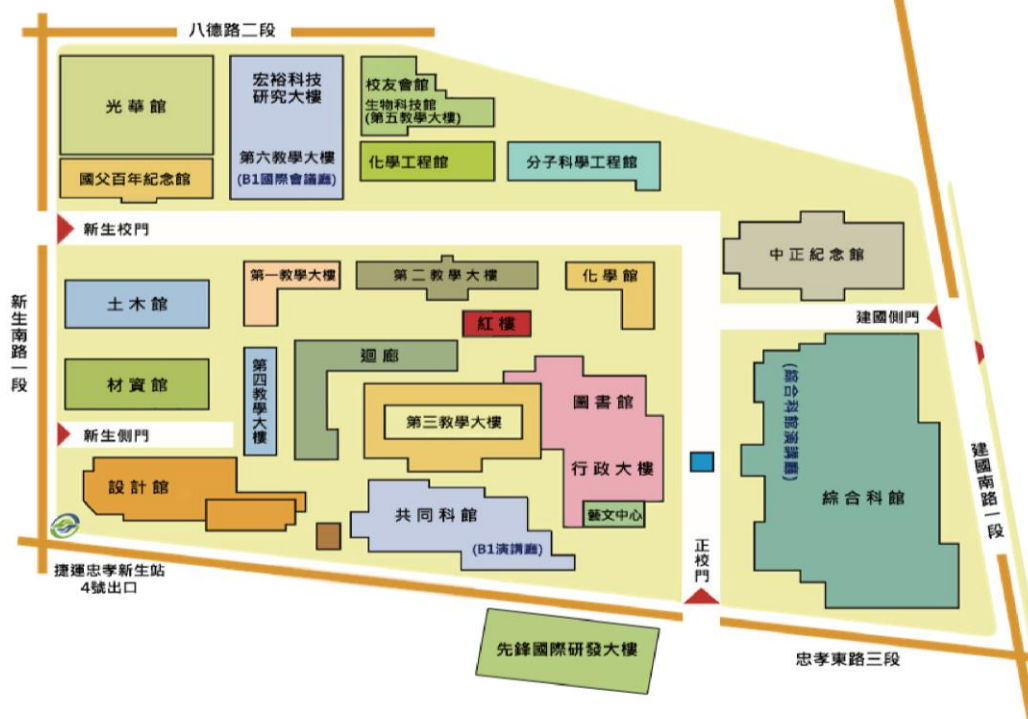 八德路二段
光華館
宏裕科技
研究大樓
第六教學大樓
(B1國際會議廳)
校友會館
生物科技館
(第五教學大樓)
化學工程館
分子科學工程館
國父百年紀念館
新生校門
中正紀念館
第一教學大樓
第二教學大樓
化學館
土木館
紅樓
建國側門
新生南路一段
迴廊
第四教學大樓
材資館
圖書館
第三教學大樓
(綜合科館演講廳)
新生側門
行政大樓
設計館
綜合科館
建國南路一段
共同科館
(B1演講廳)
藝文中心
正校門
捷運忠孝新生站
4號出口
先鋒國際研發大樓
忠孝東路三段